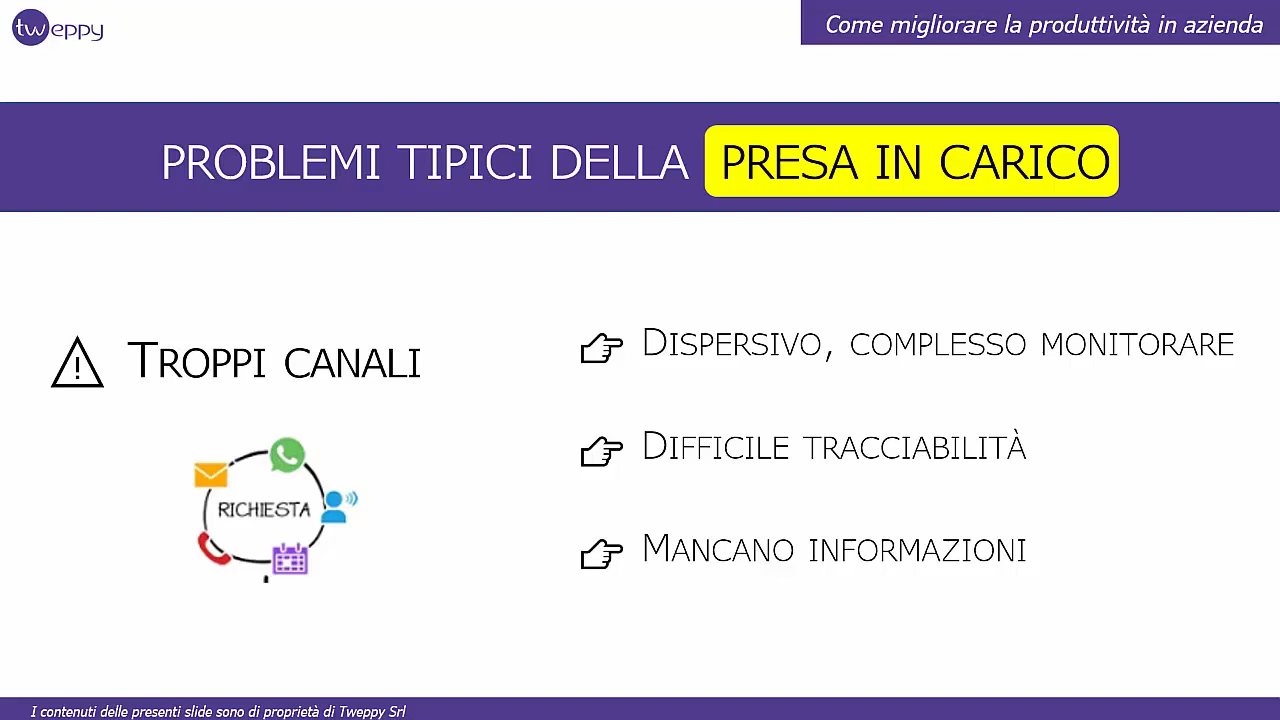 tweppy
Come migliorare la produttività in azienda
PROBLEMI TIPICI DELLA PRESA IN CARICO
TROPPI CANALI
RICHIESTA
DISPERSIVO, COMPLESSO MONITORARE
DIFFICILE TRACCIABILITÀ
MANCANO INFORMAZIONI
I contenuti delle presenti slide sono di proprietà di Tweppy Srl